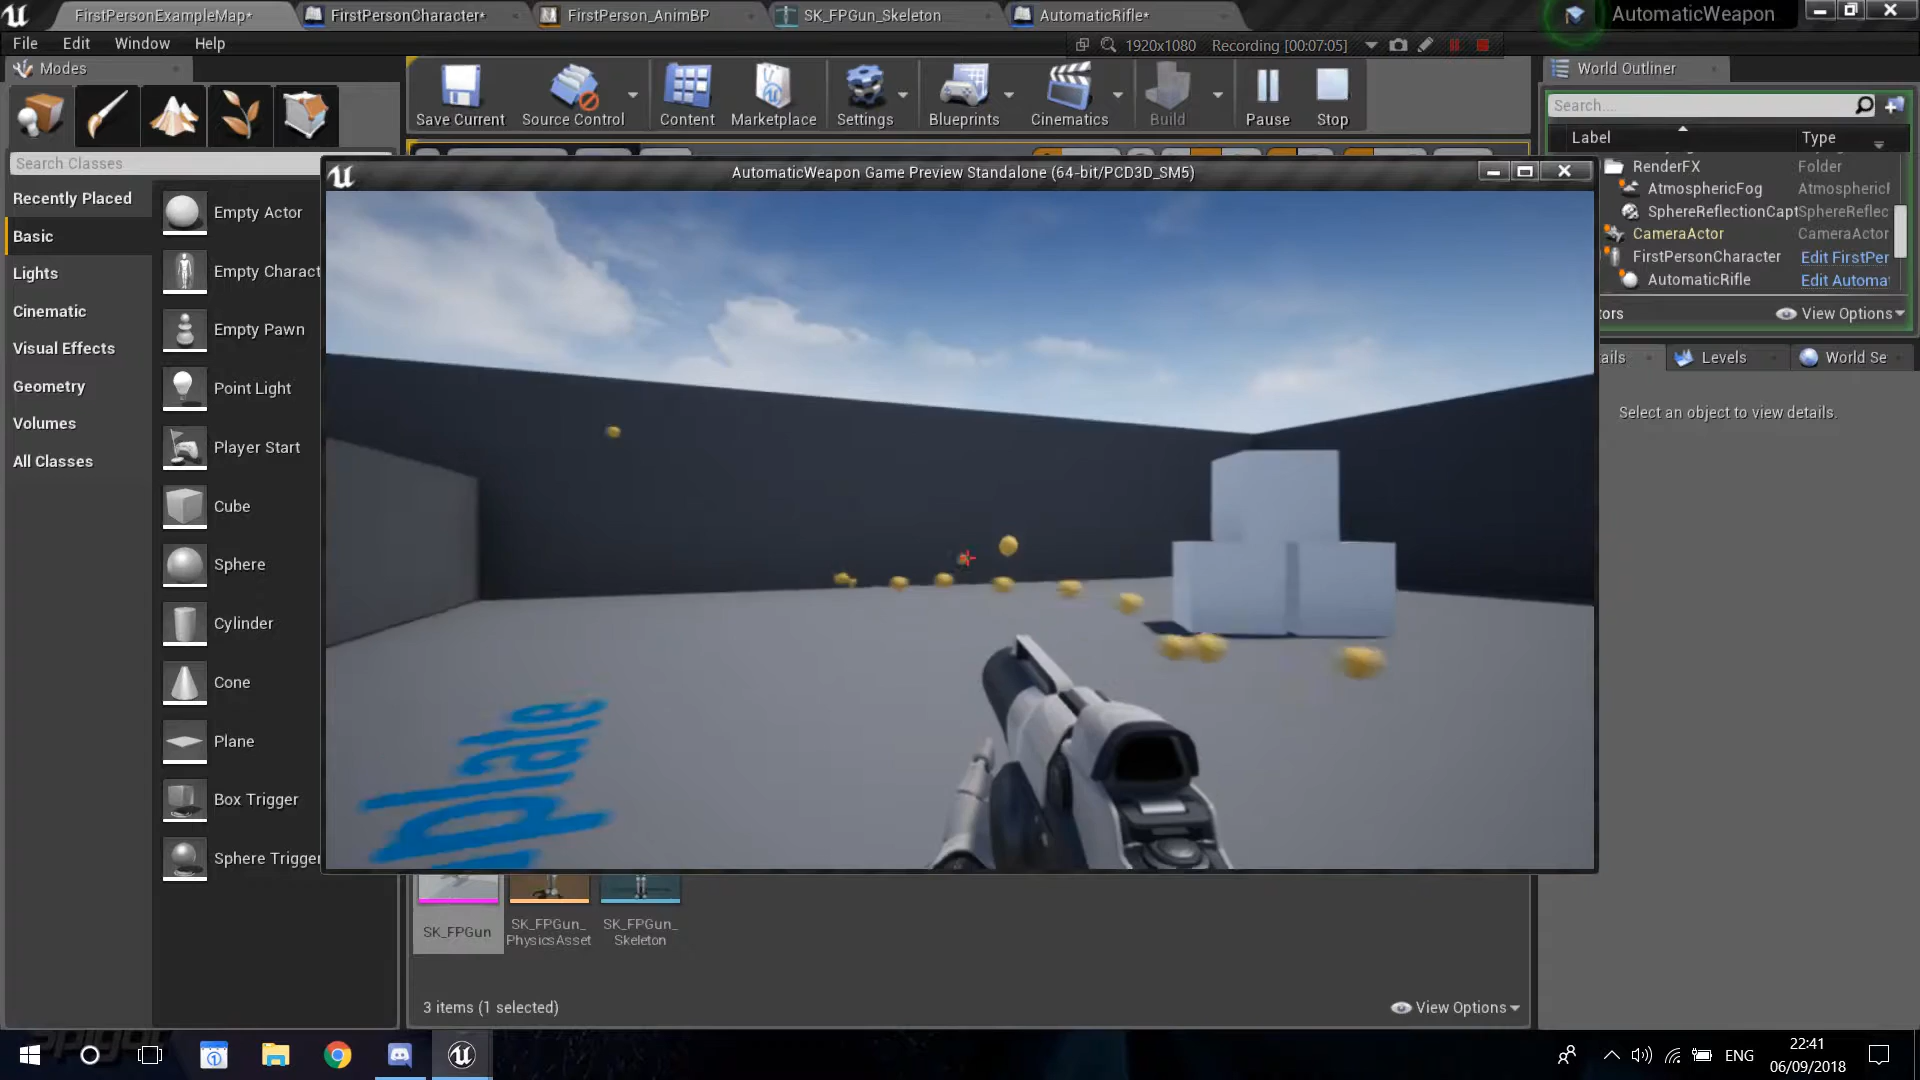 FirstPersonExampleMap*
FirstPersonCharacter*
FirstPerson_AnimBP
SK_FPGun_Skeleton
AutomaticRifle*
AutomaticWeapon
File Edit Window Help
1920x1080 Recording [00:07:05]
Modes
World Outliner
Save Current
Source Control
Content
Marketplace
Settings
Blueprints
Cinematics
Build
Pause
Stop
Search...
Label Type
Search Classes
AutomaticWeapon Game Preview Standalone (64-bit/PCD3D_SM5)
RenderFX Folder
AtmosphericFog Atmospheric
SphereReflectionCapt SphereReflec
CameraActor CameraActor
FirstPersonCharacter Edit FirstPer
AutomaticRifle Edit Automa
tors View Options
ails Levels World Se
Select an object to view details.
Recently Placed
Basic
Lights
Cinematic
Visual Effects
Geometry
Volumes
All Classes
Empty Actor
Empty Charact
Empty Pawn
Point Light
Player Start
Cube
Sphere
Cylinder
Cone
Plane
Box Trigger
Sphere Trigger
plate
SK_FPGun
SK_FPGun_
PhysicsAsset
SK_FPGun_
Skeleton
3 items (1 selected)
View Options
ENG
22:41
06/09/2018